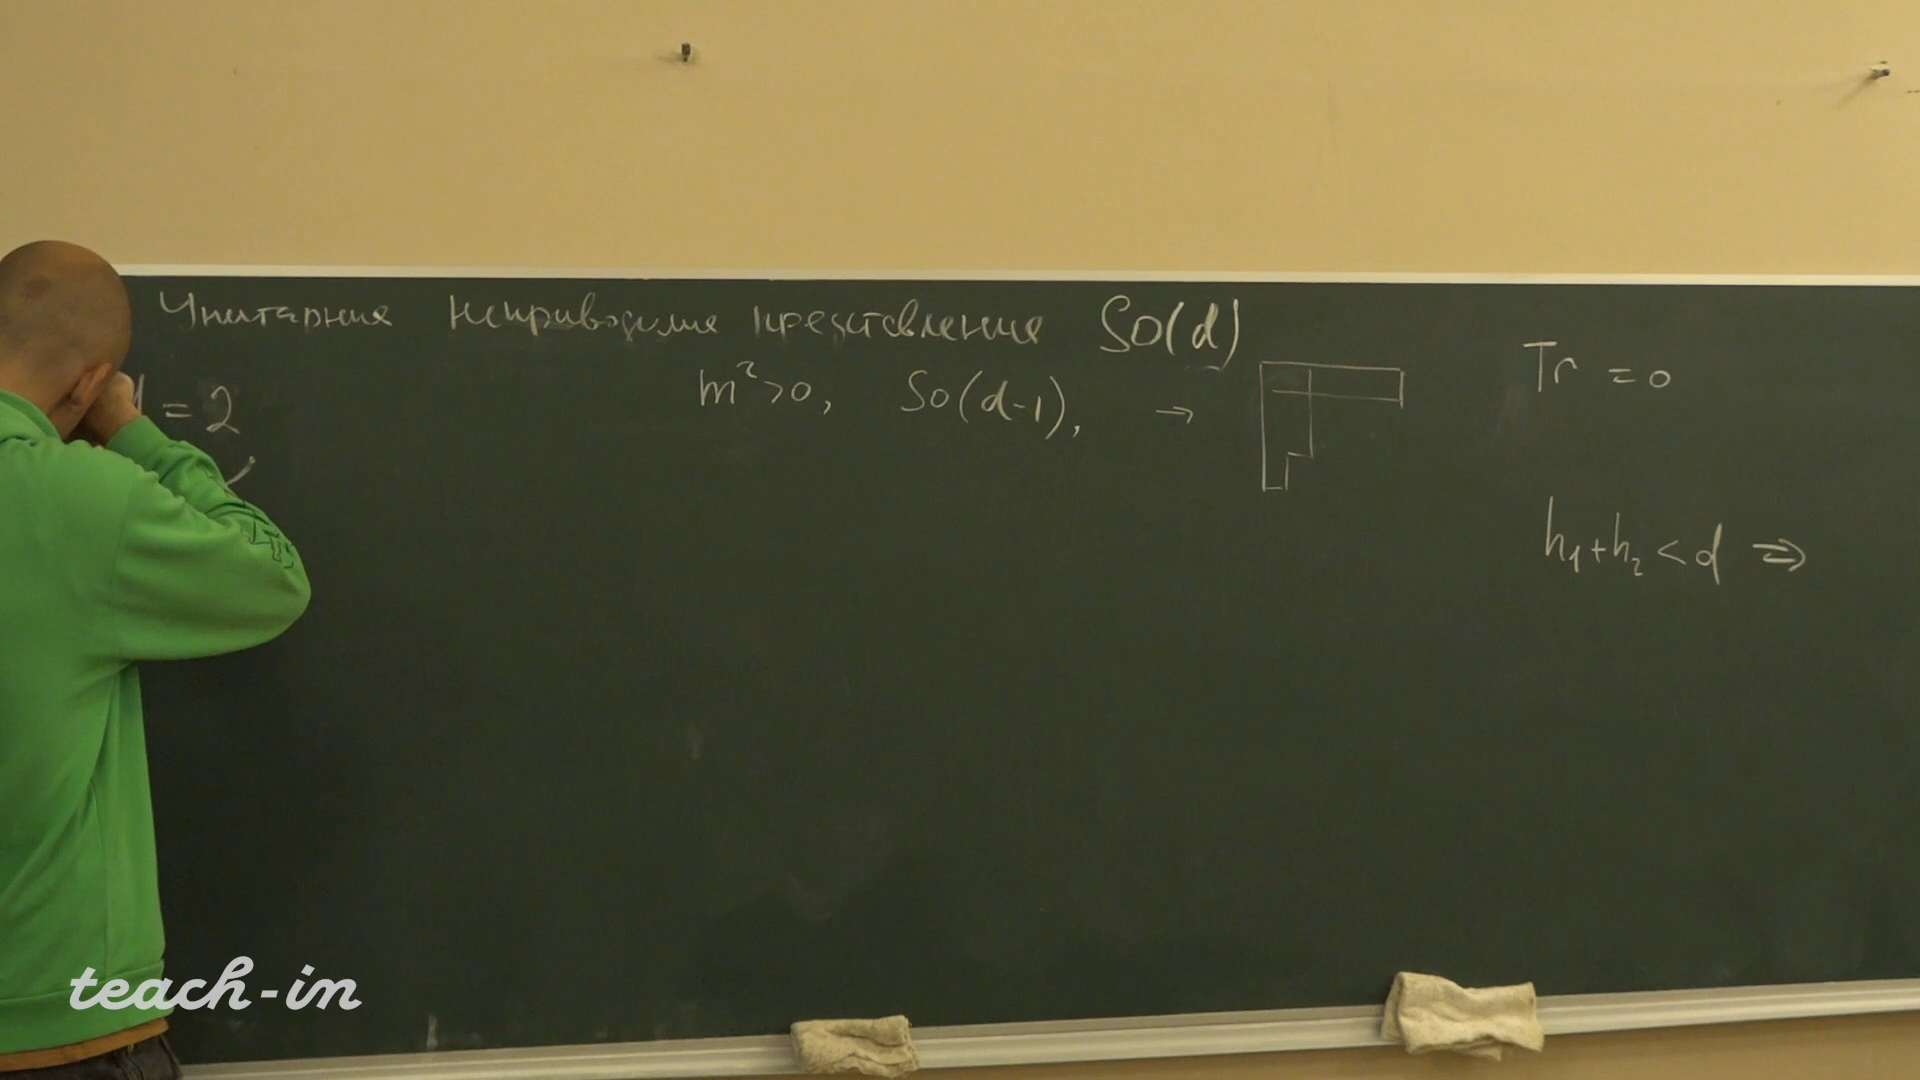 Унитарные неприводимые представления SO(d)
m²>0, SO(d-1), →
Tr = 0
= 2
h₁+h₂ < d ⇒
teach-in